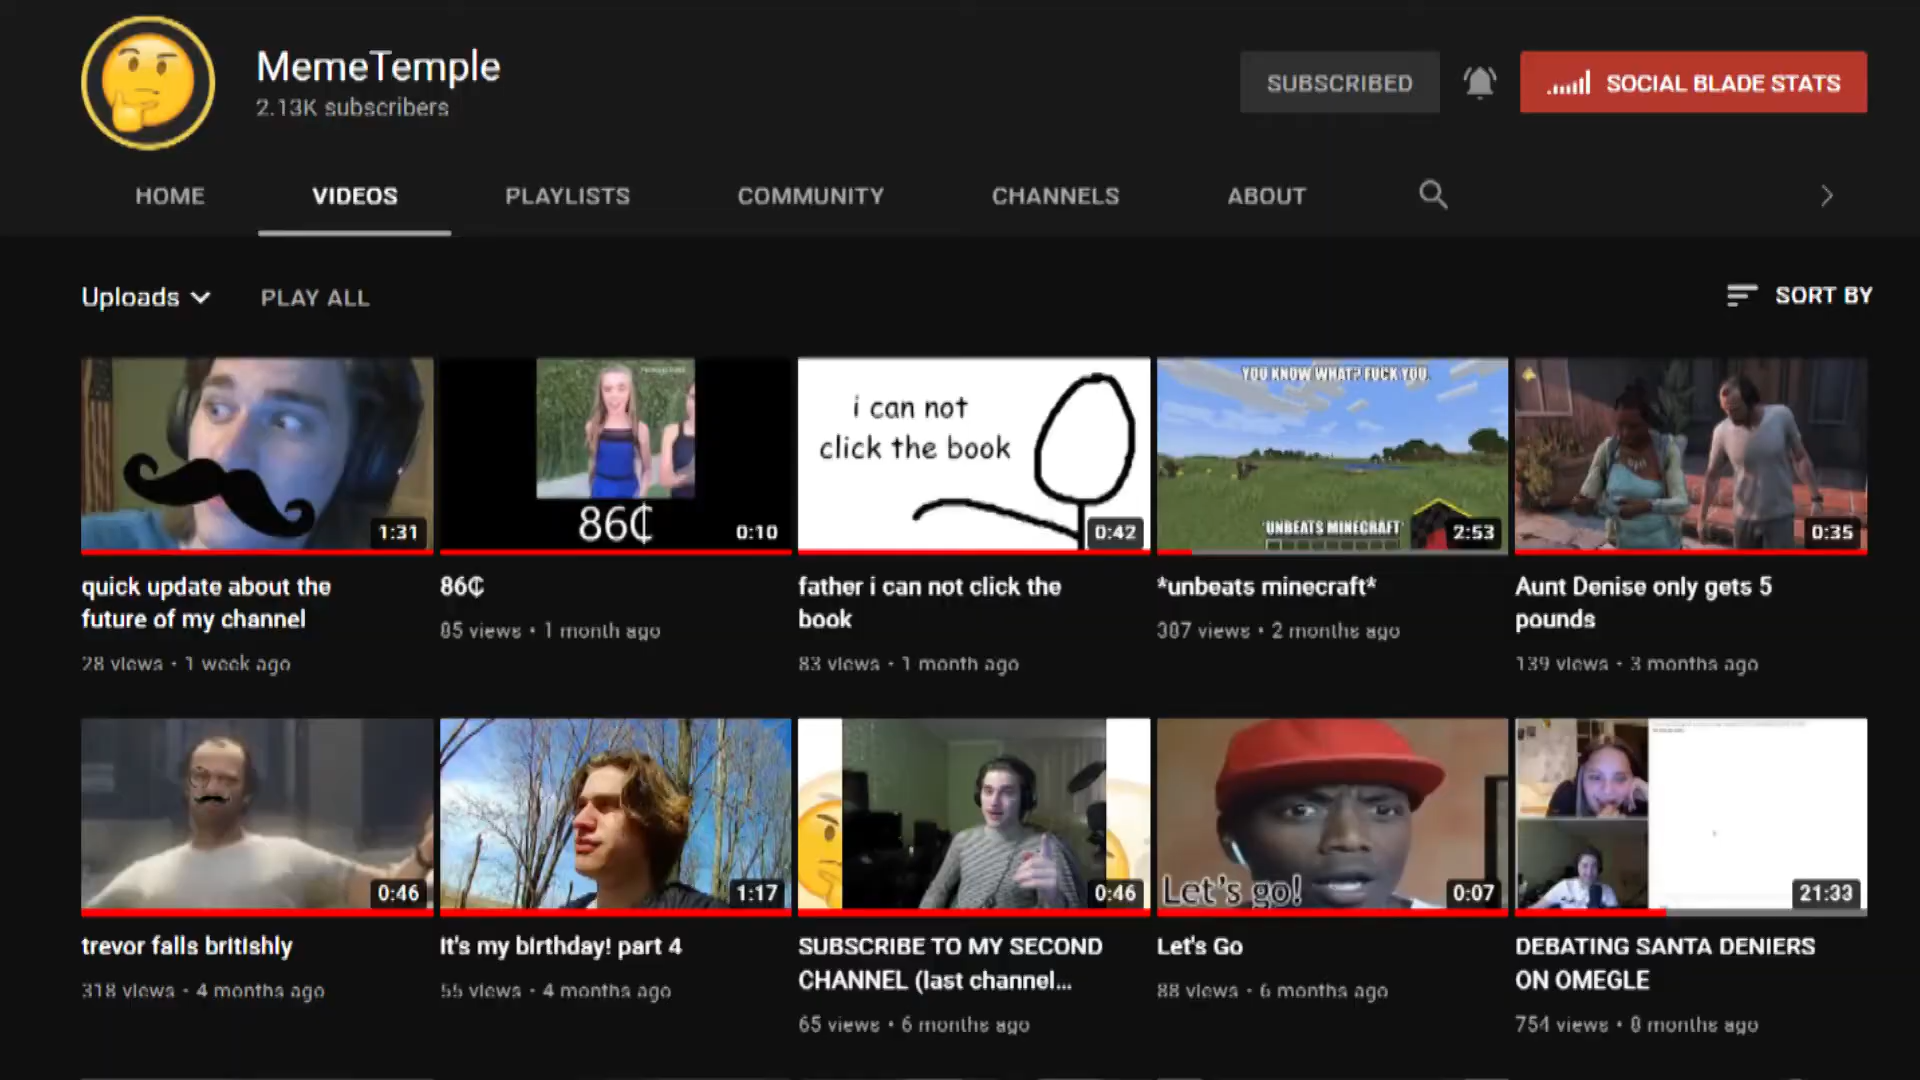 MemeTemple
2.13K subscribers
SUBSCRIBED
SOCIAL BLADE STATS
HOME
VIDEOS
PLAYLISTS
COMMUNITY
CHANNELS
ABOUT
Uploads
PLAY ALL
SORT BY
1:31
86₵
0:10
i can not
click the book
0:42
YOU KNOW WHAT? FUCK YOU.
*UNBEATS MINECRAFT*
2:53
0:35
quick update about the
future of my channel
28 views • 1 week ago
86₵
85 views • 1 month ago
father i can not click the
book
83 views • 1 month ago
*unbeats minecraft*
387 views • 2 months ago
Aunt Denise only gets 5
pounds
139 views • 3 months ago
0:46
1:17
0:46
Let's go!
0:07
21:33
trevor falls britishly
318 views • 4 months ago
it's my birthday! part 4
55 views • 4 months ago
SUBSCRIBE TO MY SECOND
CHANNEL (last channel...
65 views • 6 months ago
Let's Go
88 views • 6 months ago
DEBATING SANTA DENIERS
ON OMEGLE
754 views • 8 months ago